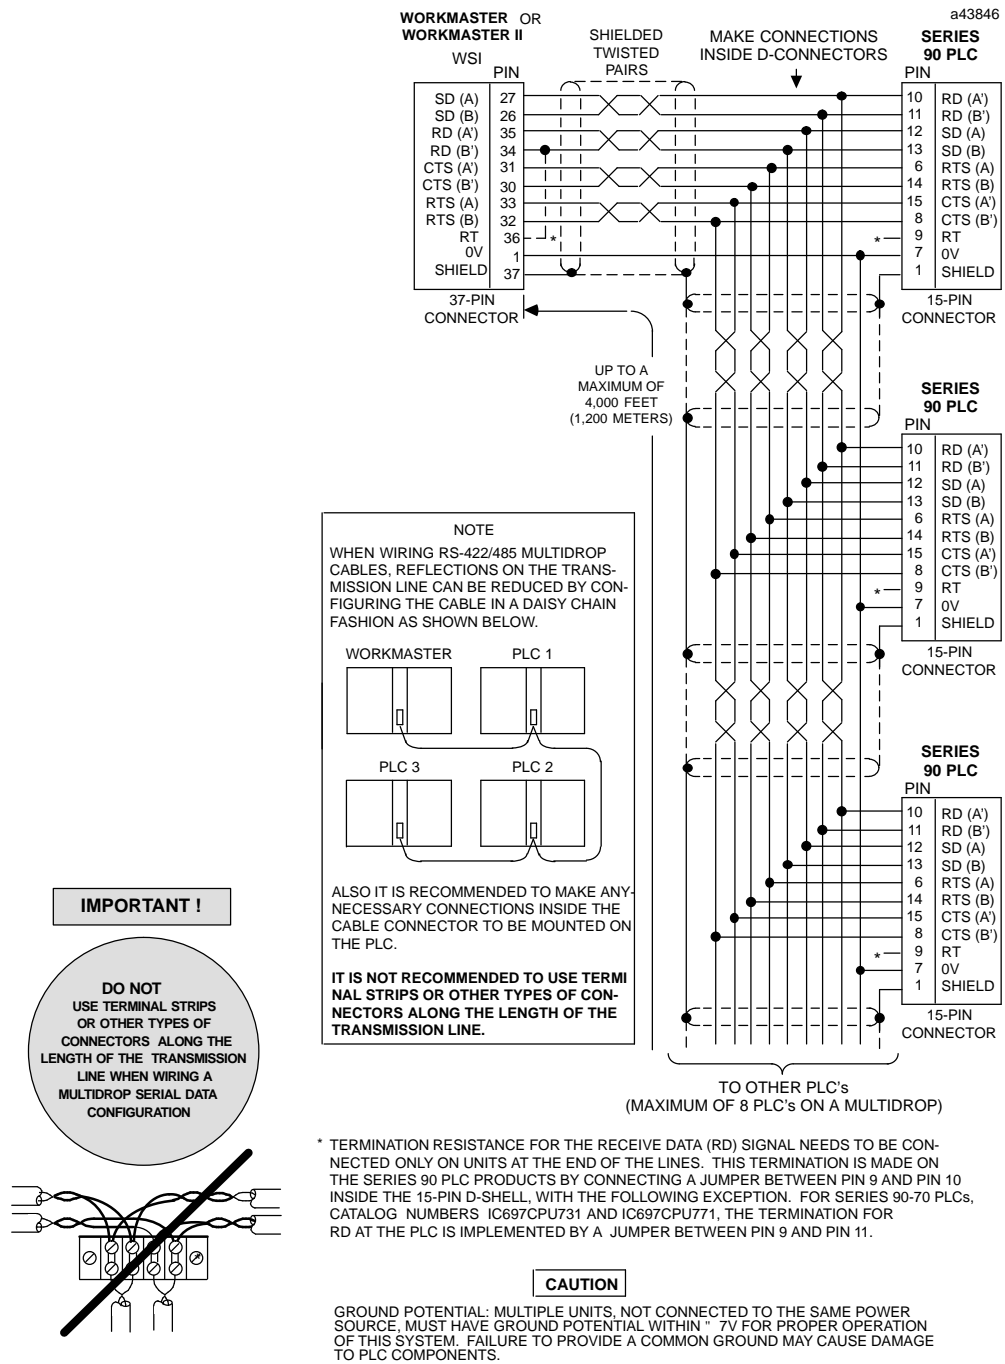 a43846
WORKMASTER OR
WORKMASTER II
WSI
PIN
SD (A) 27
SD (B) 26
RD (A') 35
RD (B') 34
CTS (A') 31
CTS (B') 30
RTS (A) 33
RTS (B) 32
RT 36 *
0V 1
SHIELD 37
37-PIN
CONNECTOR
SHIELDED
TWISTED
PAIRS
MAKE CONNECTIONS
INSIDE D-CONNECTORS
SERIES
90 PLC
PIN
10 RD (A')
11 RD (B')
12 SD (A)
13 SD (B)
6 RTS (A)
14 RTS (B)
15 CTS (A')
8 CTS (B')
* 9 RT
7 0V
1 SHIELD
15-PIN
CONNECTOR
UP TO A
MAXIMUM OF
4,000 FEET
(1,200 METERS)
SERIES
90 PLC
PIN
10 RD (A')
11 RD (B')
12 SD (A)
13 SD (B)
6 RTS (A)
14 RTS (B)
15 CTS (A')
8 CTS (B')
* 9 RT
7 0V
1 SHIELD
15-PIN
CONNECTOR
NOTE
WHEN WIRING RS-422/485 MULTIDROP
CABLES, REFLECTIONS ON THE TRANS-
MISSION LINE CAN BE REDUCED BY CON-
FIGURING THE CABLE IN A DAISY CHAIN
FASHION AS SHOWN BELOW.
WORKMASTER PLC 1
PLC 3 PLC 2
ALSO IT IS RECOMMENDED TO MAKE ANY-
NECESSARY CONNECTIONS INSIDE THE
CABLE CONNECTOR TO BE MOUNTED ON
THE PLC.
IT IS NOT RECOMMENDED TO USE TERMI
NAL STRIPS OR OTHER TYPES OF CON-
NECTORS ALONG THE LENGTH OF THE
TRANSMISSION LINE.
SERIES
90 PLC
PIN
10 RD (A')
11 RD (B')
12 SD (A)
13 SD (B)
6 RTS (A)
14 RTS (B)
15 CTS (A')
8 CTS (B')
* 9 RT
7 0V
1 SHIELD
15-PIN
CONNECTOR
TO OTHER PLC's
(MAXIMUM OF 8 PLC's ON A MULTIDROP)
IMPORTANT !
DO NOT
USE TERMINAL STRIPS
OR OTHER TYPES OF
CONNECTORS ALONG THE
LENGTH OF THE TRANSMISSION
LINE WHEN WIRING A
MULTIDROP SERIAL DATA
CONFIGURATION
* TERMINATION RESISTANCE FOR THE RECEIVE DATA (RD) SIGNAL NEEDS TO BE CON-
NECTED ONLY ON UNITS AT THE END OF THE LINES. THIS TERMINATION IS MADE ON
THE SERIES 90 PLC PRODUCTS BY CONNECTING A JUMPER BETWEEN PIN 9 AND PIN 10
INSIDE THE 15-PIN D-SHELL, WITH THE FOLLOWING EXCEPTION. FOR SERIES 90-70 PLCs,
CATALOG NUMBERS IC697CPU731 AND IC697CPU771, THE TERMINATION FOR
RD AT THE PLC IS IMPLEMENTED BY A JUMPER BETWEEN PIN 9 AND PIN 11.
CAUTION
GROUND POTENTIAL: MULTIPLE UNITS, NOT CONNECTED TO THE SAME POWER
SOURCE, MUST HAVE GROUND POTENTIAL WITHIN " 7V FOR PROPER OPERATION
OF THIS SYSTEM. FAILURE TO PROVIDE A COMMON GROUND MAY CAUSE DAMAGE
TO PLC COMPONENTS.